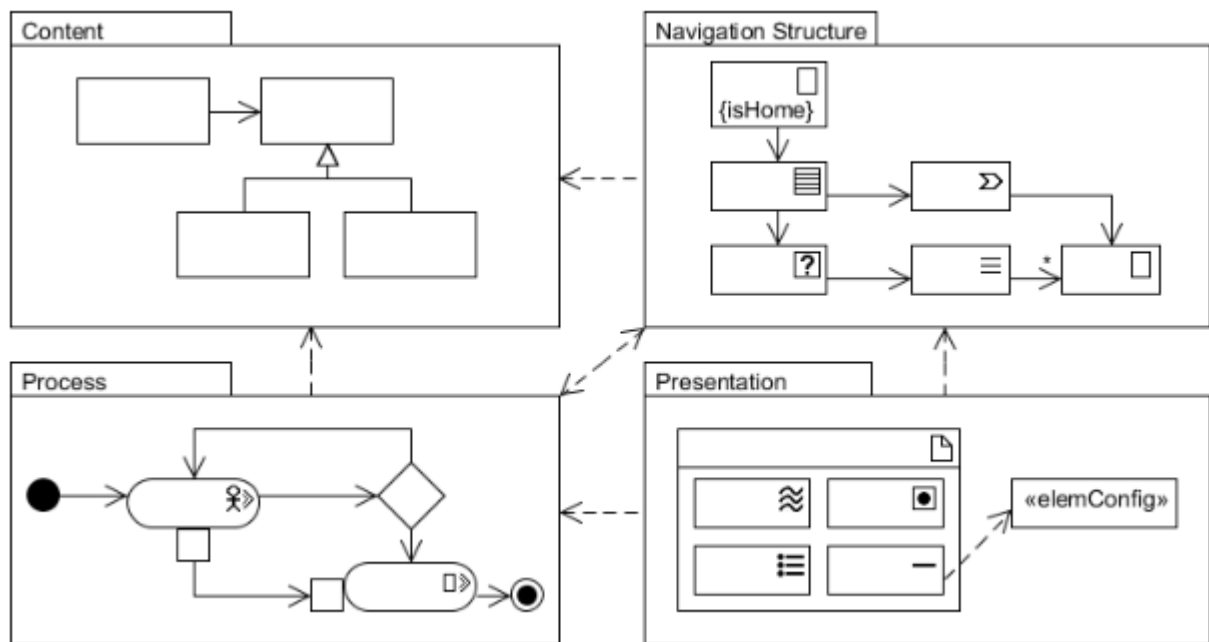 Content
Navigation Structure
{isHome}
?
*
Process
Presentation
«elemConfig»